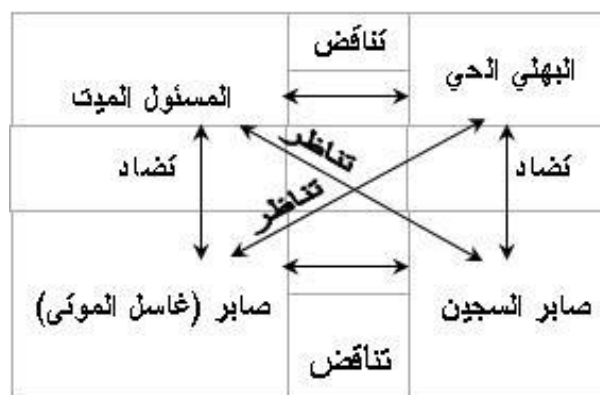 تناقض
البهلي الحي
المسئول الميت
تناظر
تضاد
تضاد
تناظر
صابر السجين
صابر (غاسل الموتى)
تناقض